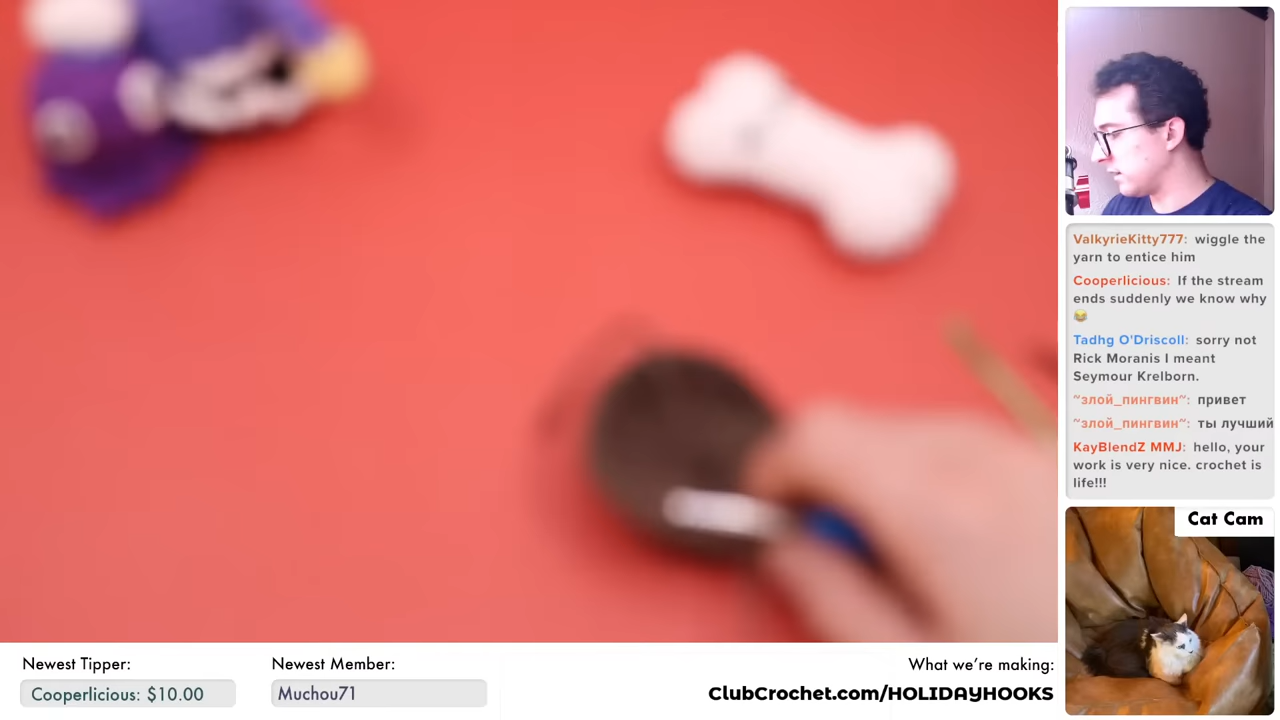 ValkyrieKitty777: wiggle the
yarn to entice him
Cooperlicious: If the stream
ends suddenly we know why
😂
Tadhg O'Driscoll: sorry not
Rick Moranis I meant
Seymour Krelborn.
~злой_пингвин~: привет
~злой_пингвин~: ты лучший
KayBlendZ MMJ: hello, your
work is very nice. crochet is
life!!!
Cat Cam
Newest Tipper:
Cooperlicious: $10.00
Newest Member:
Muchou71
What we're making:
ClubCrochet.com/HOLIDAYHOOKS